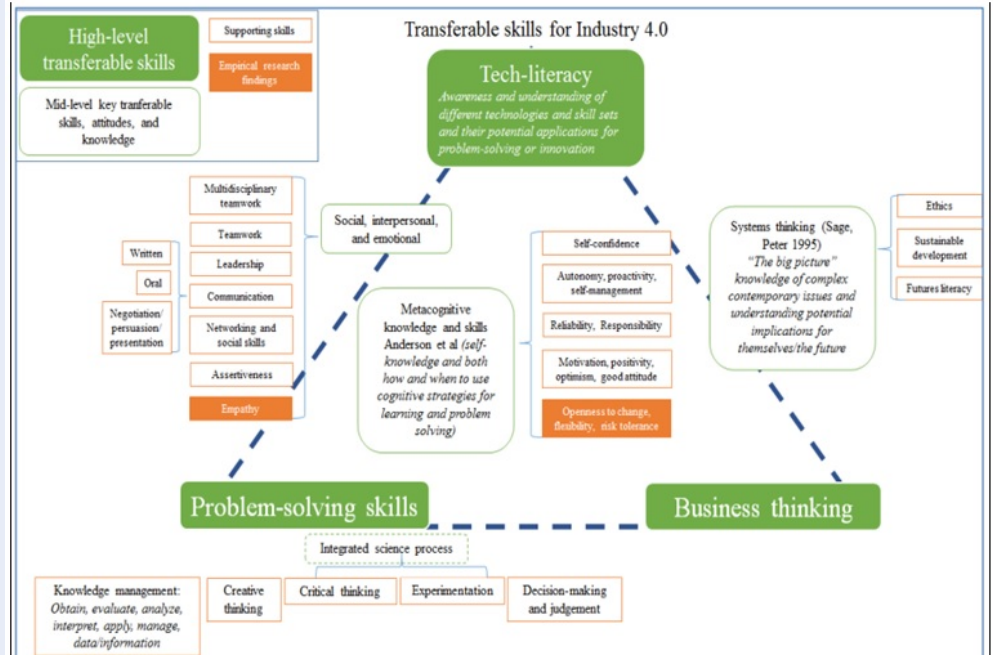 Transferable skills for Industry 4.0
High-level
transferable skills
Supporting skills
Empirical research
findings
Mid-level key tranferable
skills, attitudes, and
knowledge
Tech-literacy
Awareness and understanding of
different technologies and skill sets
and their potential applications for
problem-solving or innovation
Multidisciplinary
teamwork
Teamwork
Leadership
Communication
Networking and
social skills
Assertiveness
Empathy
Written
Oral
Negotiation/
persuasion/
presentation
Social, interpersonal,
and emotional
Metacognitive
knowledge and skills
Anderson et al (self-
knowledge and both
how and when to use
cognitive strategies for
learning and problem
solving)
Self-confidence
Autonomy, proactivity,
self-management
Reliability, Responsibility
Motivation, positivity,
optimism, good attitude
Openness to change,
flexibility, risk tolerance
Systems thinking (Sage,
Peter 1995)
“The big picture”
knowledge of complex
contemporary issues and
understanding potential
implications for
themselves/the future
Ethics
Sustainable
development
Futures literacy
Problem-solving skills
Business thinking
Integrated science process
Knowledge management:
Obtain, evaluate, analyze,
interpret, apply, manage,
data/information
Creative
thinking
Critical thinking
Experimentation
Decision-making
and judgement